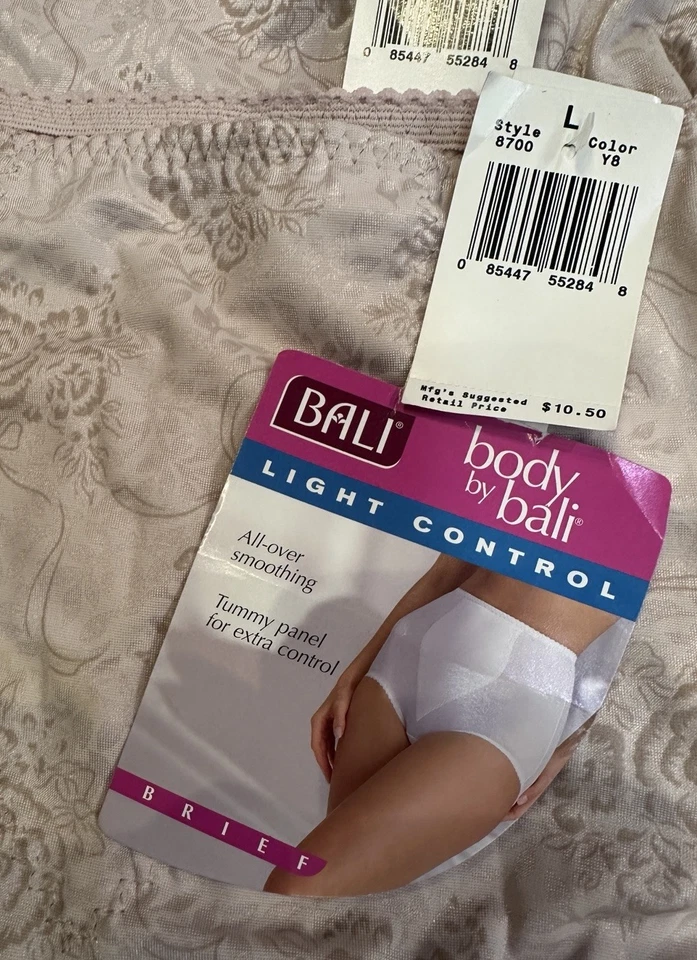 0 85447 55284 8
L
Style Color
8700 Y8
0 85447 55284 8
Mfg's Suggested
Retail Price $10.50
BALI®
body
by bali®
LIGHT CONTROL
All-over
smoothing
Tummy panel
for extra control
BRIEF